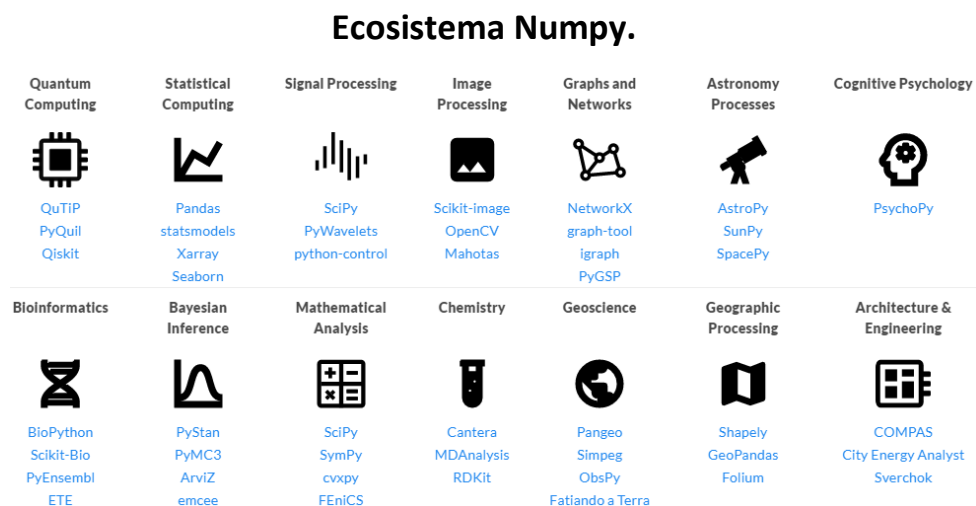 Ecosistema Numpy.
Quantum Computing
QuTiP
PyQuil
Qiskit
Statistical Computing
Pandas
statsmodels
Xarray
Seaborn
Signal Processing
SciPy
PyWavelets
python-control
Image Processing
Scikit-image
OpenCV
Mahotas
Graphs and Networks
NetworkX
graph-tool
igraph
PyGSP
Astronomy Processes
AstroPy
SunPy
SpacePy
Cognitive Psychology
PsychoPy
Bioinformatics
BioPython
Scikit-Bio
PyEnsembl
ETE
Bayesian Inference
PyStan
PyMC3
ArviZ
emcee
Mathematical Analysis
SciPy
SymPy
cvxpy
FEniCS
Chemistry
Cantera
MDAnalysis
RDKit
Geoscience
Pangeo
Simpeg
ObsPy
Fatiando a Terra
Geographic Processing
Shapely
GeoPandas
Folium
Architecture & Engineering
COMPAS
City Energy Analyst
Sverchok